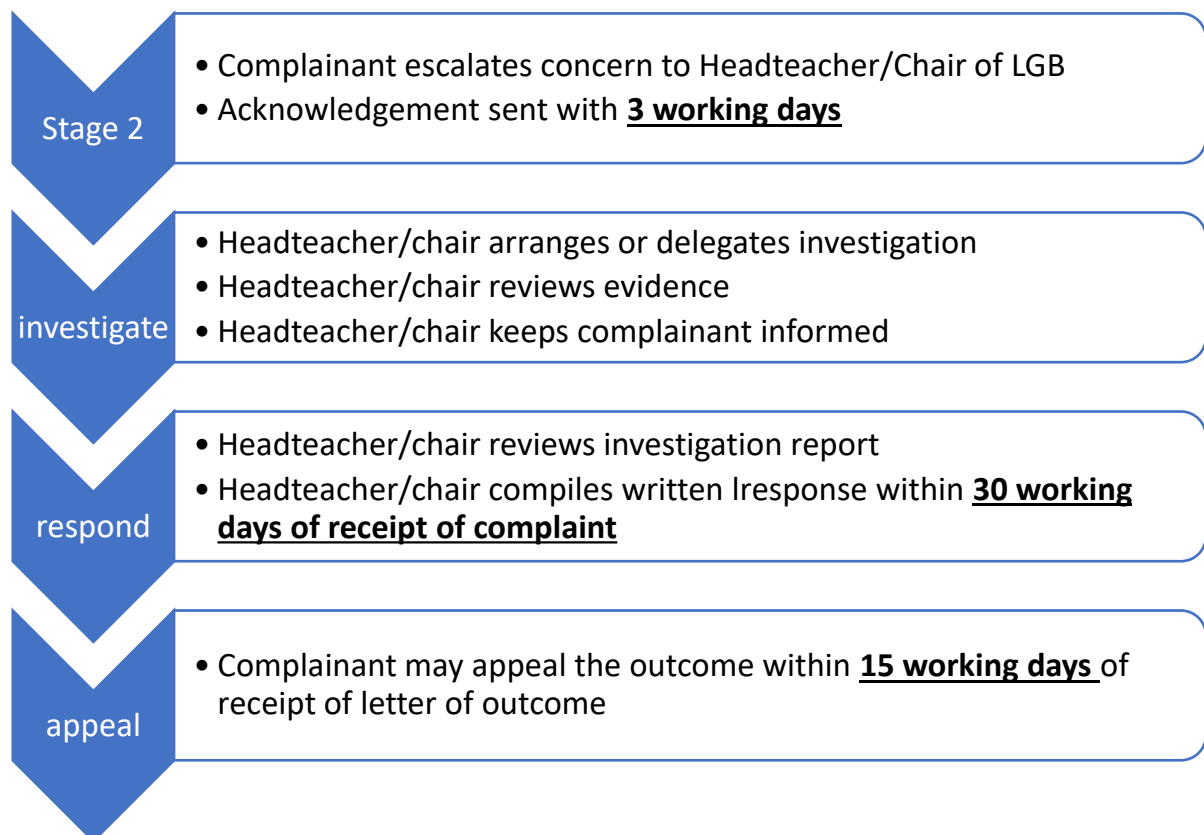 Stage 2
• Complainant escalates concern to Headteacher/Chair of LGB
• Acknowledgement sent with 3 working days
investigate
• Headteacher/chair arranges or delegates investigation
• Headteacher/chair reviews evidence
• Headteacher/chair keeps complainant informed
respond
• Headteacher/chair reviews investigation report
• Headteacher/chair compiles written lresponse within 30 working
days of receipt of complaint
appeal
• Complainant may appeal the outcome within 15 working days of
receipt of letter of outcome